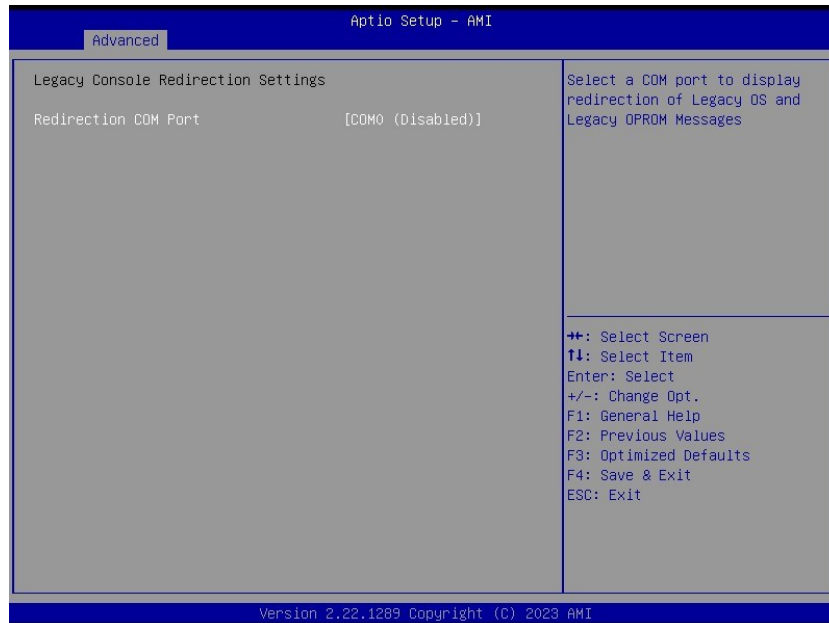 Aptio Setup – AMI
Advanced
Legacy Console Redirection Settings
Redirection COM Port [COM0 (Disabled)]
Select a COM port to display
redirection of Legacy OS and
Legacy OPROM Messages
→←: Select Screen
↑↓: Select Item
Enter: Select
+/-: Change Opt.
F1: General Help
F2: Previous Values
F3: Optimized Defaults
F4: Save & Exit
ESC: Exit
Version 2.22.1289 Copyright (C) 2023 AMI